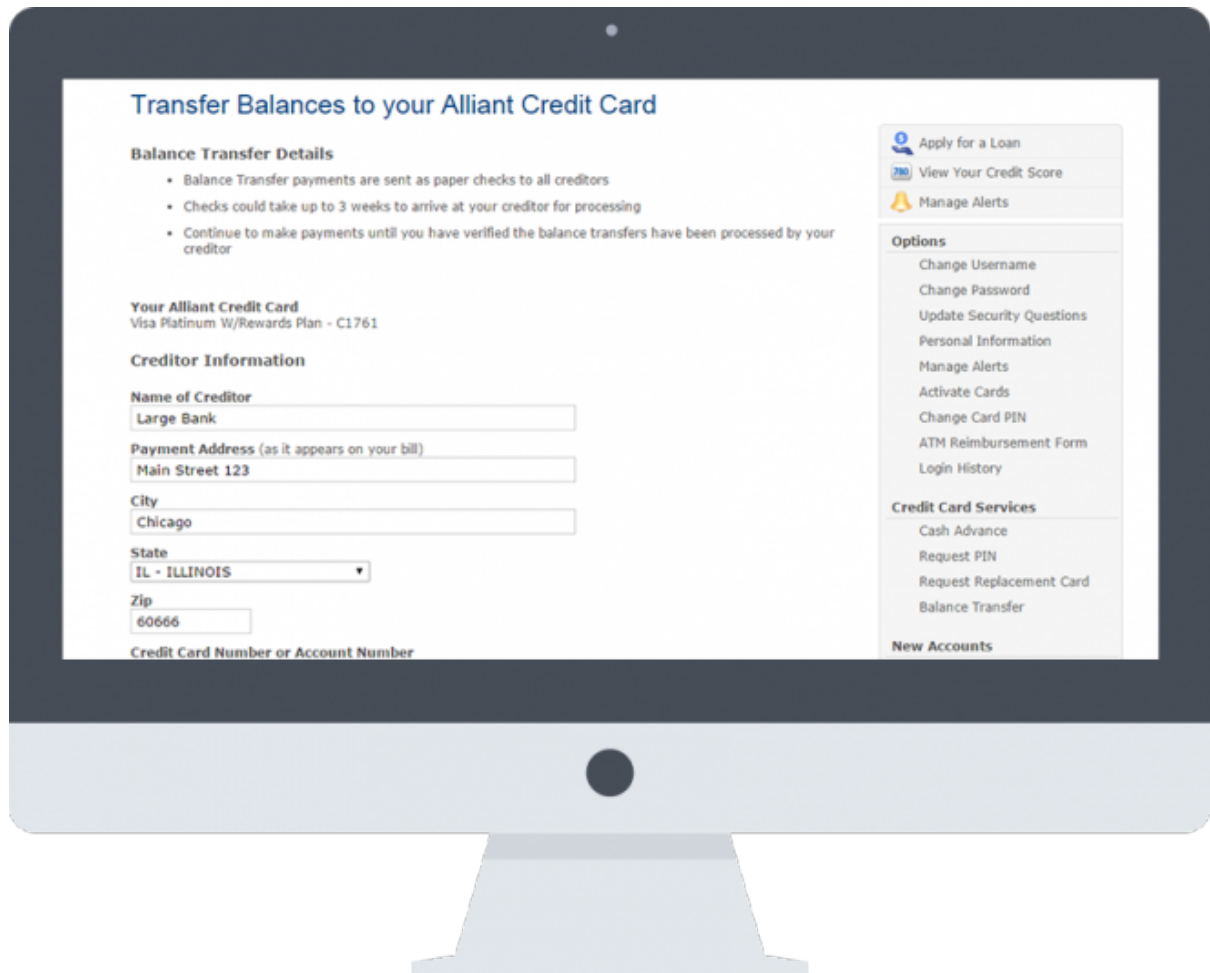 Transfer Balances to your Alliant Credit Card
Balance Transfer Details
• Balance Transfer payments are sent as paper checks to all creditors
• Checks could take up to 3 weeks to arrive at your creditor for processing
• Continue to make payments until you have verified the balance transfers have been processed by your
creditor
Your Alliant Credit Card
Visa Platinum W/Rewards Plan - C1761
Creditor Information
Name of Creditor
Large Bank
Payment Address (as it appears on your bill)
Main Street 123
City
Chicago
State
IL - ILLINOIS
Zip
60666
Credit Card Number or Account Number
Apply for a Loan
780 View Your Credit Score
Manage Alerts
Options
Change Username
Change Password
Update Security Questions
Personal Information
Manage Alerts
Activate Cards
Change Card PIN
ATM Reimbursement Form
Login History
Credit Card Services
Cash Advance
Request PIN
Request Replacement Card
Balance Transfer
New Accounts